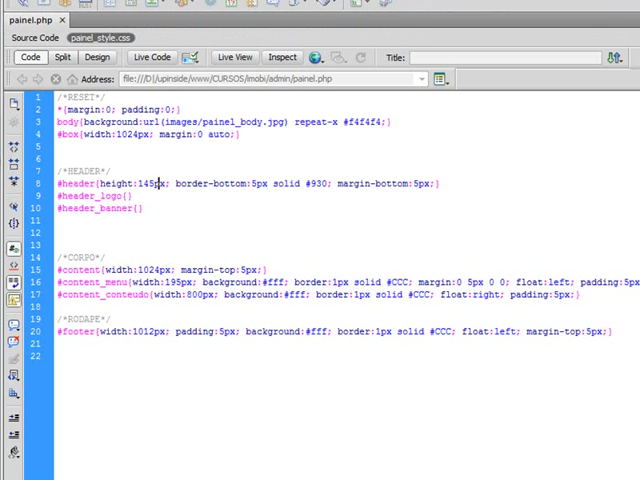 painel.php
Source Code painel_style.css
Code Split Design Live Code Live View Inspect Title:
Address: file:///D|/upinside/www/CURSOS/imobi/admin/painel.php
1 /*RESET*/
2 *{margin:0; padding:0;}
3 body{background:url(images/painel_body.jpg) repeat-x #f4f4f4;}
4 #box{width:1024px; margin:0 auto;}
5
6
7 /*HEADER*/
8 #header{height:145px; border-bottom:5px solid #930; margin-bottom:5px;}
9 #header_logo{}
10 #header_banner{}
11
12
13
14 /*CORPO*/
15 #content{width:1024px; margin-top:5px;}
16 #content_menu{width:195px; background:#fff; border:1px solid #CCC; margin:0 5px 0 0; float:left; padding:5px
17 #content_conteudo{width:800px; background:#fff; border:1px solid #CCC; float:right; padding:5px;}
18
19 /*RODAPE*/
20 #footer{width:1012px; padding:5px; background:#fff; border:1px solid #CCC; float:left; margin-top:5px;}
21
22